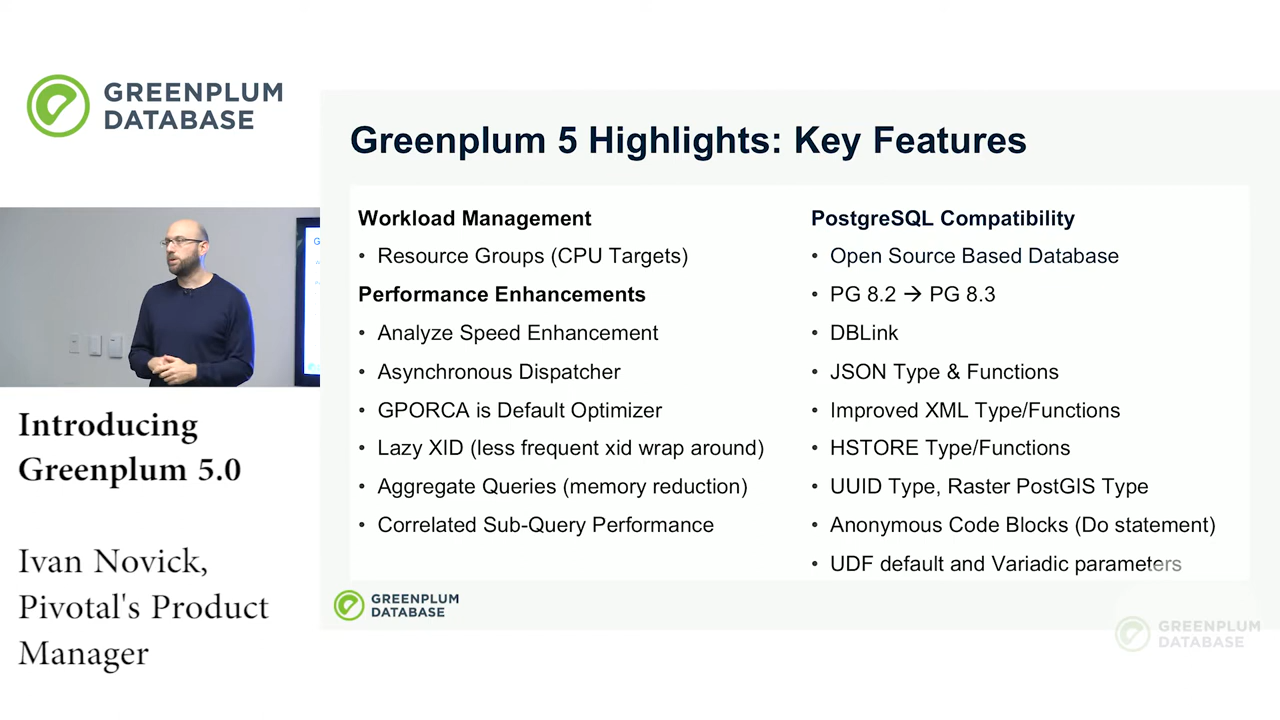 GREENPLUM
DATABASE
Greenplum 5 Highlights: Key Features
Workload Management
• Resource Groups (CPU Targets)
Performance Enhancements
• Analyze Speed Enhancement
• Asynchronous Dispatcher
• GPORCA is Default Optimizer
• Lazy XID (less frequent xid wrap around)
• Aggregate Queries (memory reduction)
• Correlated Sub-Query Performance
PostgreSQL Compatibility
• Open Source Based Database
• PG 8.2 → PG 8.3
• DBLink
• JSON Type & Functions
• Improved XML Type/Functions
• HSTORE Type/Functions
• UUID Type, Raster PostGIS Type
• Anonymous Code Blocks (Do statement)
• UDF default and Variadic parameters
GREENPLUM
DATABASE
Introducing
Greenplum 5.0
Ivan Novick,
Pivotal's Product
Manager
GREENPLUM
DATABASE